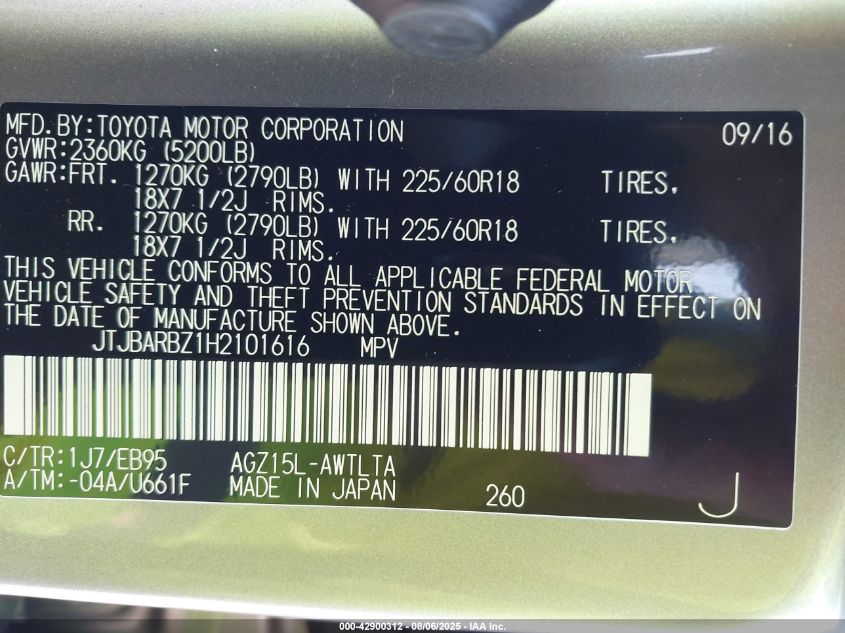 MFD.BY:TOYOTA MOTOR CORPORATION 09/16
GVWR:2360KG (5200LB)
GAWR:FRT. 1270KG (2790LB) WITH 225/60R18 TIRES,
18X7 1/2J RIMS.
RR. 1270KG (2790LB) WITH 225/60R18 TIRES,
18X7 1/2J RIMS.
THIS VEHICLE CONFORMS TO ALL APPLICABLE FEDERAL MOTOR
VEHICLE SAFETY AND THEFT PREVENTION STANDARDS IN EFFECT ON
THE DATE OF MANUFACTURE SHOWN ABOVE.
JTJBARBZ1H2101616 MPV
C/TR:1J7/EB95 AGZ15L-AWTLTA
A/TM:-04A/U661F MADE IN JAPAN 260 J
000-42900312 - 08/06/2025 - IAA Inc.